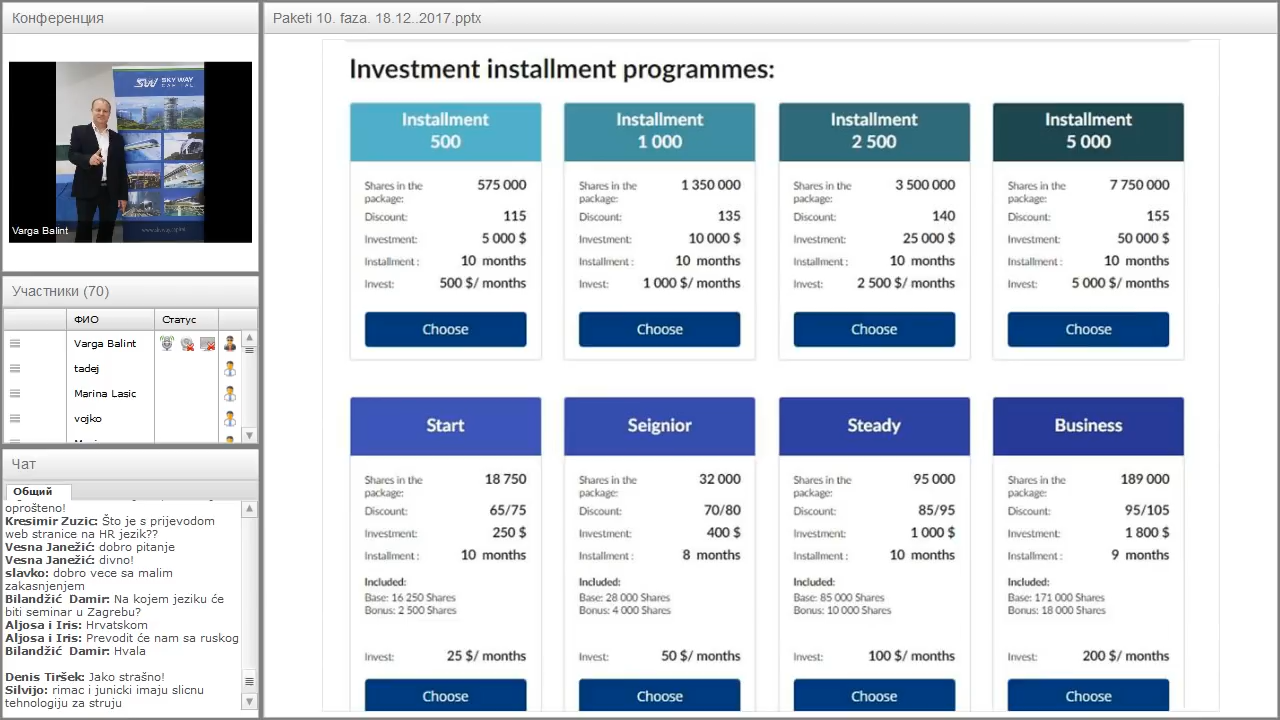 Конференция
SW SKY WAY
CAPITAL
Varga Balint
Участники (70)
ФИО Статус
Varga Balint
tadej
Marina Lasic
vojko
Чат
Общий
oprošteno!
Kresimir Zuzic: Što je s prijevodom
web stranice na HR jezik??
Vesna Janežić: dobro pitanje
Vesna Janežić: divno!
slavko: dobro vece sa malim
zakasnjenjem
Bilandžić Damir: Na kojem jeziku će
biti seminar u Zagrebu?
Aljosa i Iris: Hrvatskom
Aljosa i Iris: Prevodit će nam sa ruskog
Bilandžić Damir: Hvala
Denis Tiršek: Jako strašno!
Silvijo: rimac i junicki imaju slicnu
tehnologiju za struju
Paketi 10. faza. 18.12..2017.pptx
Investment installment programmes:
Installment
500
Shares in the
package:
575 000
Discount: 115
Investment: 5 000 $
Installment : 10 months
Invest: 500 $/ months
Choose
Installment
1 000
Shares in the
package:
1 350 000
Discount: 135
Investment: 10 000 $
Installment : 10 months
Invest: 1 000 $/ months
Choose
Installment
2 500
Shares in the
package:
3 500 000
Discount: 140
Investment: 25 000 $
Installment : 10 months
Invest: 2 500 $/ months
Choose
Installment
5 000
Shares in the
package:
7 750 000
Discount: 155
Investment: 50 000 $
Installment : 10 months
Invest: 5 000 $/ months
Choose
Start
Shares in the
package:
18 750
Discount: 65/75
Investment: 250 $
Installment : 10 months
Included:
Base: 16 250 Shares
Bonus: 2 500 Shares
Invest: 25 $/ months
Choose
Seignior
Shares in the
package:
32 000
Discount: 70/80
Investment: 400 $
Installment : 8 months
Included:
Base: 28 000 Shares
Bonus: 4 000 Shares
Invest: 50 $/ months
Choose
Steady
Shares in the
package:
95 000
Discount: 85/95
Investment: 1 000 $
Installment : 10 months
Included:
Base: 85 000 Shares
Bonus: 10 000 Shares
Invest: 100 $/ months
Choose
Business
Shares in the
package:
189 000
Discount: 95/105
Investment: 1 800 $
Installment : 9 months
Included:
Base: 171 000 Shares
Bonus: 18 000 Shares
Invest: 200 $/ months
Choose